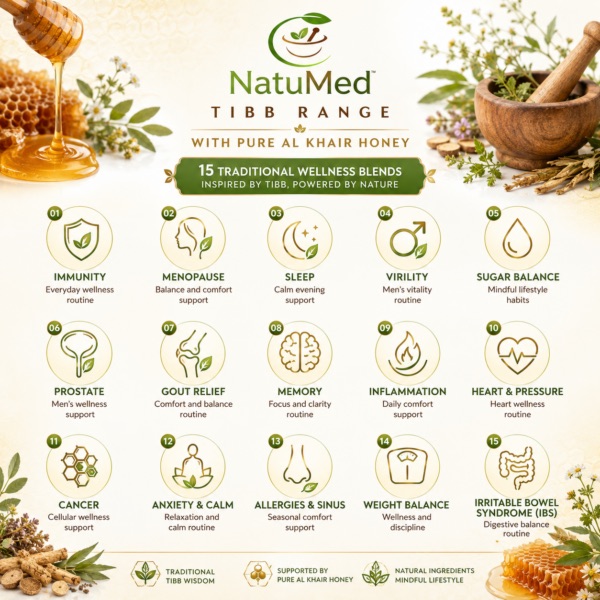 NatuMed™
TIBB RANGE
WITH PURE AL KHAIR HONEY
15 TRADITIONAL WELLNESS BLENDS
INSPIRED BY TIBB, POWERED BY NATURE
01
IMMUNITY
Everyday wellness
routine
02
MENOPAUSE
Balance and comfort
support
03
SLEEP
Calm evening
support
04
VIRILITY
Men's vitality
routine
05
SUGAR BALANCE
Mindful lifestyle
habits
06
PROSTATE
Men's wellness
support
07
GOUT RELIEF
Comfort and balance
routine
08
MEMORY
Focus and clarity
routine
09
INFLAMMATION
Daily comfort
support
10
HEART & PRESSURE
Heart wellness
routine
11
CANCER
Cellular wellness
support
12
ANXIETY & CALM
Relaxation and
calm routine
13
ALLERGIES & SINUS
Seasonal comfort
support
14
WEIGHT BALANCE
Wellness and
discipline
15
IRRITABLE BOWEL
SYNDROME (IBS)
Digestive balance
routine
TRADITIONAL
TIBB WISDOM
SUPPORTED BY
PURE AL KHAIR HONEY
NATURAL INGREDIENTS
MINDFUL LIFESTYLE